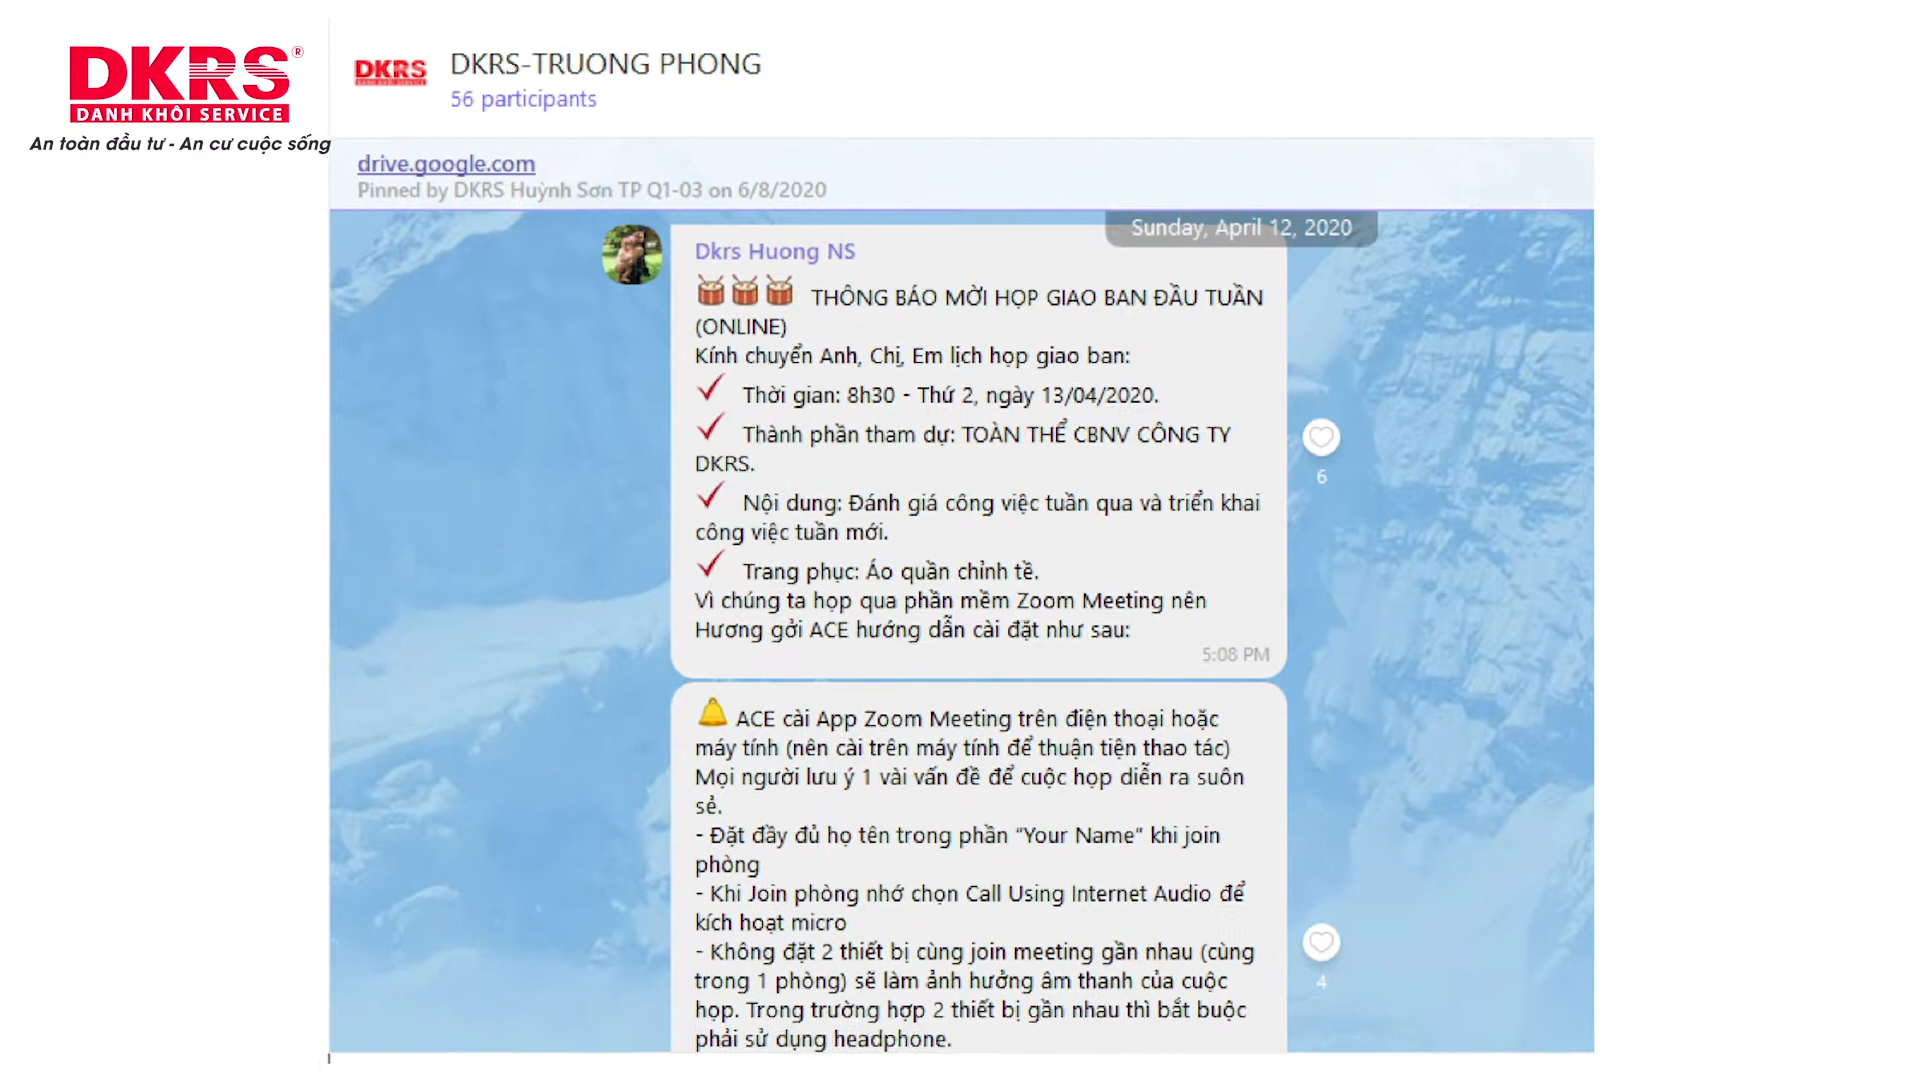 DKRS®
DANH KHÔI SERVICE
An toàn đầu tư - An cư cuộc sống
DKRS
DKRS-TRUONG PHONG
56 participants
drive.google.com
Pinned by DKRS Huỳnh Sơn TP Q1-03 on 6/8/2020
Sunday, April 12, 2020
Dkrs Huong NS
THÔNG BÁO MỜI HỌP GIAO BAN ĐẦU TUẦN
(ONLINE)
Kính chuyển Anh, Chị, Em lịch họp giao ban:
Thời gian: 8h30 - Thứ 2, ngày 13/04/2020.
Thành phần tham dự: TOÀN THỂ CBNV CÔNG TY
DKRS.
Nội dung: Đánh giá công việc tuần qua và triển khai
công việc tuần mới.
Trang phục: Áo quần chỉnh tề.
Vì chúng ta họp qua phần mềm Zoom Meeting nên
Hương gởi ACE hướng dẫn cài đặt như sau:
5:08 PM
6
ACE cài App Zoom Meeting trên điện thoại hoặc
máy tính (nên cài trên máy tính để thuận tiện thao tác)
Mọi người lưu ý 1 vài vấn đề để cuộc họp diễn ra suôn
sẻ.
- Đặt đầy đủ họ tên trong phần “Your Name” khi join
phòng
- Khi Join phòng nhớ chọn Call Using Internet Audio để
kích hoạt micro
- Không đặt 2 thiết bị cùng join meeting gần nhau (cùng
trong 1 phòng) sẽ làm ảnh hưởng âm thanh của cuộc
họp. Trong trường hợp 2 thiết bị gần nhau thì bắt buộc
phải sử dụng headphone.
4